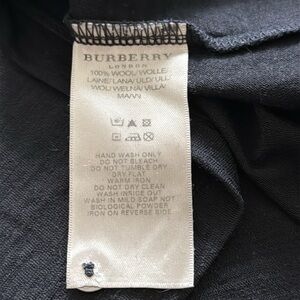 BURBERRY
LONDON
100% WOOL/WOLLE
LAINE/LANA/ULD/ULL
WOL/WEŁNA/VILLA/
HAND WASH ONLY
DO NOT BLEACH
DO NOT TUMBLE DRY
DRY FLAT
WARM IRON
DO NOT DRY CLEAN
WASH INSIDE OUT
WASH IN MILD SOAP NOT
BIOLOGICAL POWDER
IRON ON REVERSE SIDE